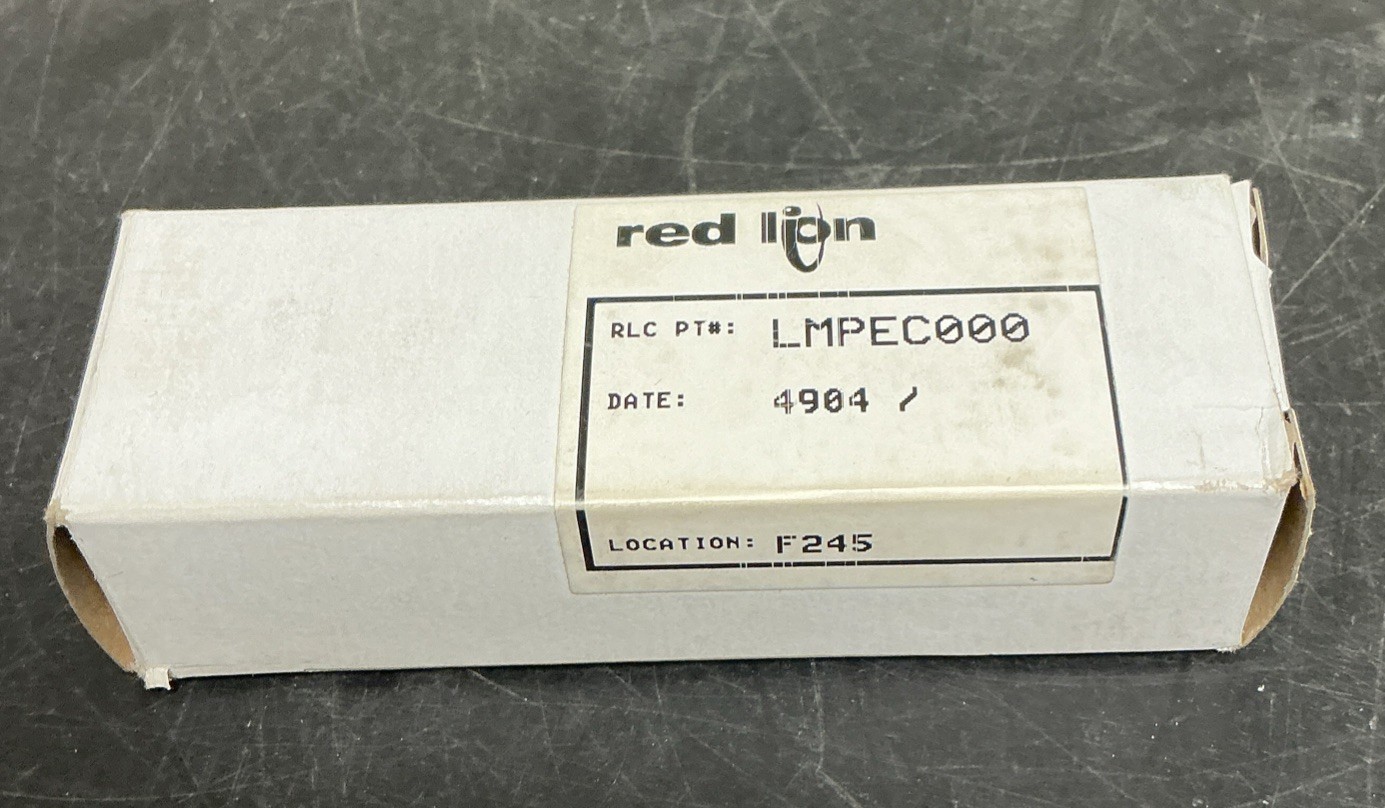 red lion
RLC PT#: LMPEC000
DATE: 4904 /
LOCATION: F245